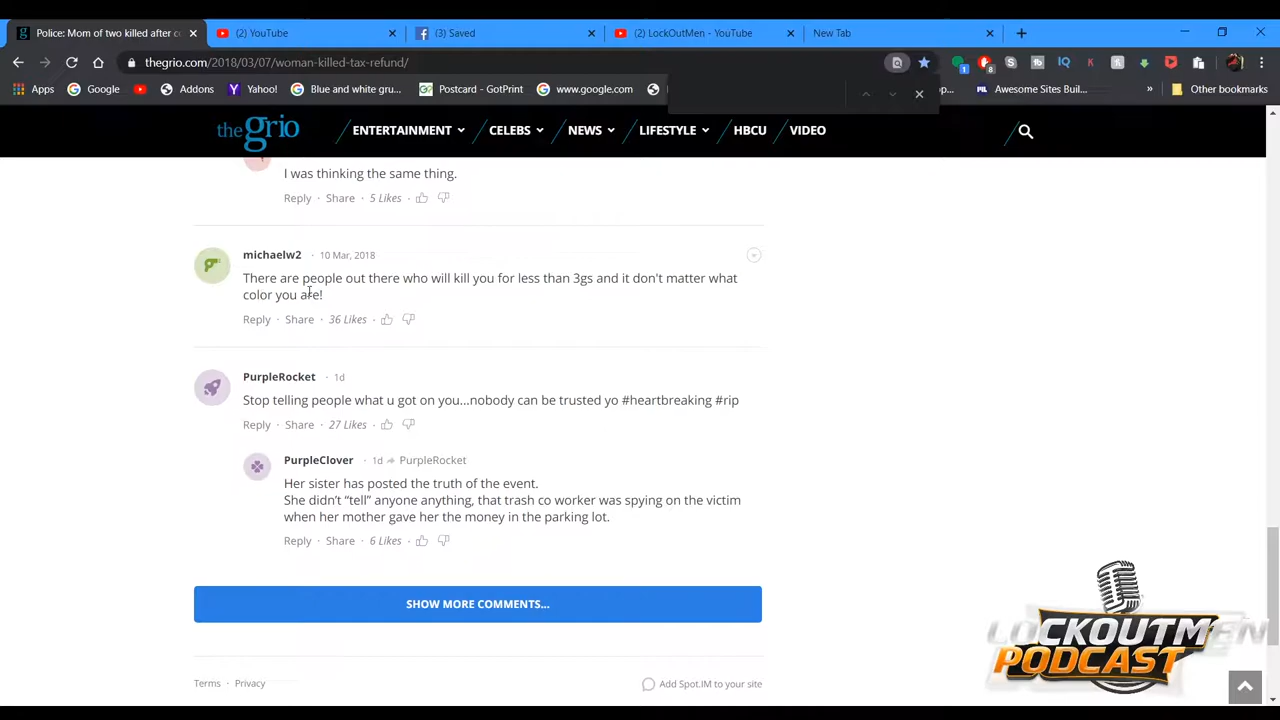 Police: Mom of two killed after co
(2) YouTube
(3) Saved
(2) LockOutMen - YouTube
New Tab
thegrio.com/2018/03/07/woman-killed-tax-refund/
Apps
Google
Addons
Yahoo!
Blue and white gru...
Postcard - GotPrint
www.google.com
Awesome Sites Buil...
Other bookmarks
the grio
ENTERTAINMENT
CELEBS
NEWS
LIFESTYLE
HBCU
VIDEO
I was thinking the same thing.
Reply · Share · 5 Likes ·
michaelw2 · 10 Mar, 2018
There are people out there who will kill you for less than 3gs and it don't matter what
color you are!
Reply · Share · 36 Likes ·
PurpleRocket · 1d
Stop telling people what u got on you...nobody can be trusted yo #heartbreaking #rip
Reply · Share · 27 Likes ·
PurpleClover · 1d PurpleRocket
Her sister has posted the truth of the event.
She didn't “tell” anyone anything, that trash co worker was spying on the victim
when her mother gave her the money in the parking lot.
Reply · Share · 6 Likes ·
SHOW MORE COMMENTS...
Terms · Privacy
Add Spot.IM to your site
LOCKOUTMEN
PODCAST